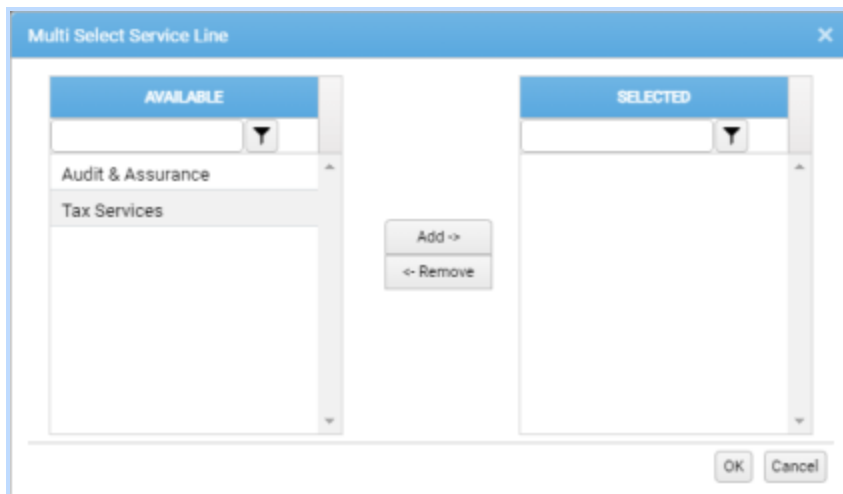 Multi Select Service Line
AVAILABLE
SELECTED
Audit & Assurance
Tax Services
Add ->
<- Remove
OK
Cancel